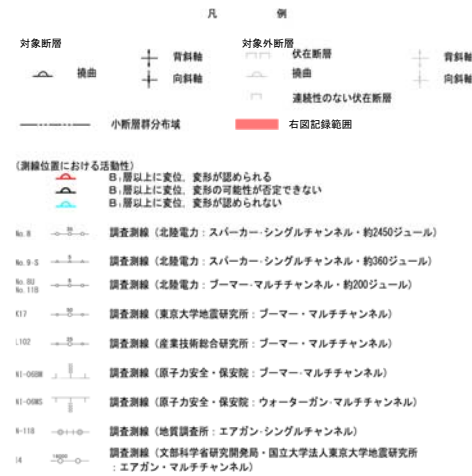 凡 例
対象断層 対象外断層
撓曲 背斜軸 伏在断層 背斜軸
向斜軸 撓曲 向斜軸
連続性のない伏在断層
小断層群分布域 右図記録範囲
(測線位置における活動性)
B₁層以上に変位, 変形が認められる
B₁層以上に変位, 変形の可能性が否定できない
B₁層以上に変位, 変形が認められない
No.8 調査測線(北陸電力:スパーカー・シングルチャンネル・約2450ジュール)
No.9-S 調査測線(北陸電力:スパーカー・シングルチャンネル・約360ジュール)
No.8U
No.11B 調査測線(北陸電力:ブーマー・マルチチャンネル・約200ジュール)
K17 調査測線(東京大学地震研究所:ブーマー・マルチチャンネル)
L102 調査測線(産業技術総合研究所:ブーマー・マルチチャンネル)
NI-06BM 調査測線(原子力安全・保安院:ブーマー・マルチチャンネル)
NI-06WS 調査測線(原子力安全・保安院:ウォーターガン・マルチチャンネル)
N-118 調査測線(地質調査所:エアガン・シングルチャンネル)
i4 調査測線(文部科学省研究開発局・国立大学法人東京大学地震研究所
:エアガン・マルチチャンネル)